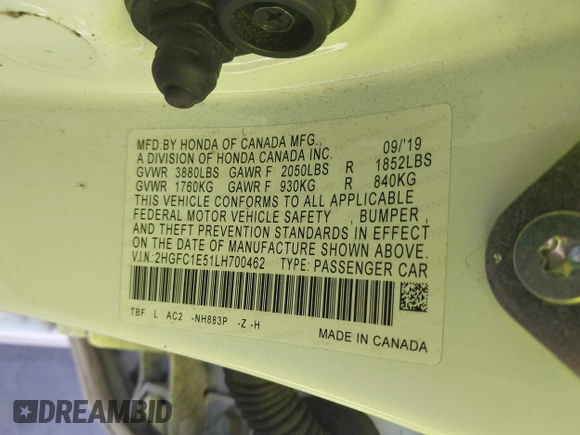 MFD.BY HONDA OF CANADA MFG., 09/'19
A DIVISION OF HONDA CANADA INC.
GVWR 3880LBS GAWR F 2050LBS R 1852LBS
GVWR 1760KG GAWR F 930KG R 840KG
THIS VEHICLE CONFORMS TO ALL APPLICABLE
FEDERAL MOTOR VEHICLE SAFETY , BUMPER ,
AND THEFT PREVENTION STANDARDS IN EFFECT
ON THE DATE OF MANUFACTURE SHOWN ABOVE.
V.I.N.:2HGFC1E51LH700462 TYPE: PASSENGER CAR
TBF L AC2 -NH883P -Z -H
MADE IN CANADA
DREAMBID